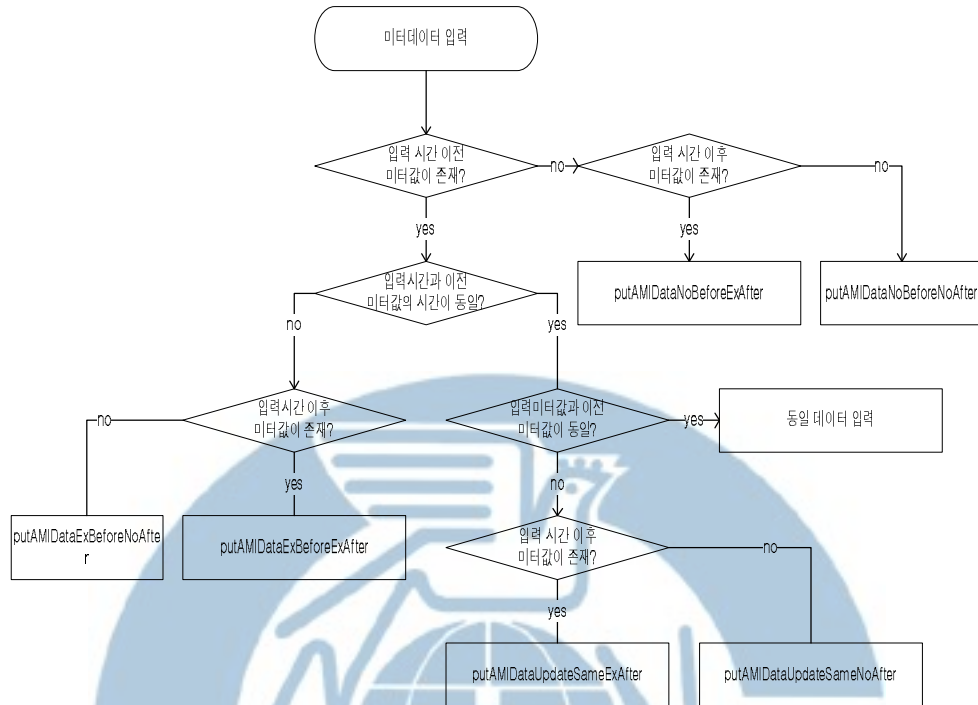 미터데이터 입력
입력 시간 이전
미터값이 존재?
no
입력 시간 이후
미터값이 존재?
no
yes
yes
입력시간과 이전
미터값의 시간이 동일?
putAMIDataNoBeforeExAfter
putAMIDataNoBeforeNoAfter
no
yes
no
입력시간 이후
미터값이 존재?
입력미터값과 이전
미터값이 동일?
yes
동일 데이터 입력
yes
no
putAMIDataExBeforeNoAfte
r
putAMIDataExBeforeExAfter
입력 시간 이후
미터값이 존재?
no
yes
putAMIDataUpdateSameExAfter
putAMIDataUpdateSameNoAfter